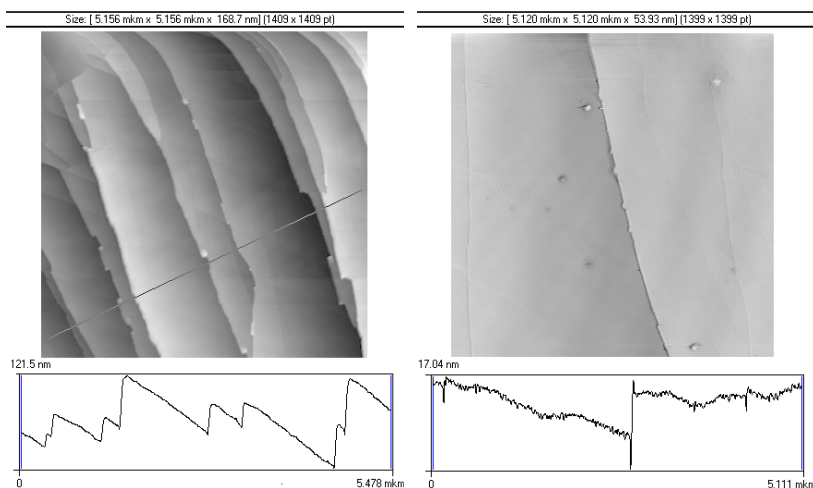 Size: [ 5.156 mkm x 5.156 mkm x 168.7 nm] (1409 x 1409 pt)
Size: [ 5.120 mkm x 5.120 mkm x 53.93 nm] (1399 x 1399 pt)
121.5 nm
17.04 nm
0
5.478 mkm
0
5.111 mkm